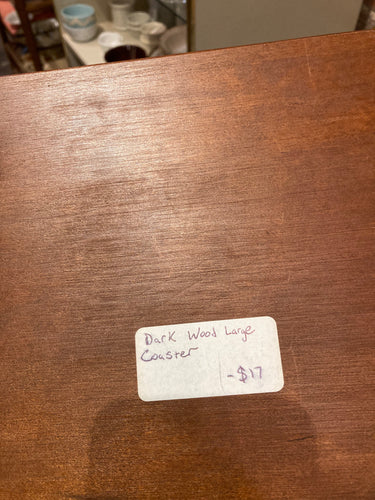 Dark Wood Large
Coaster
- $17